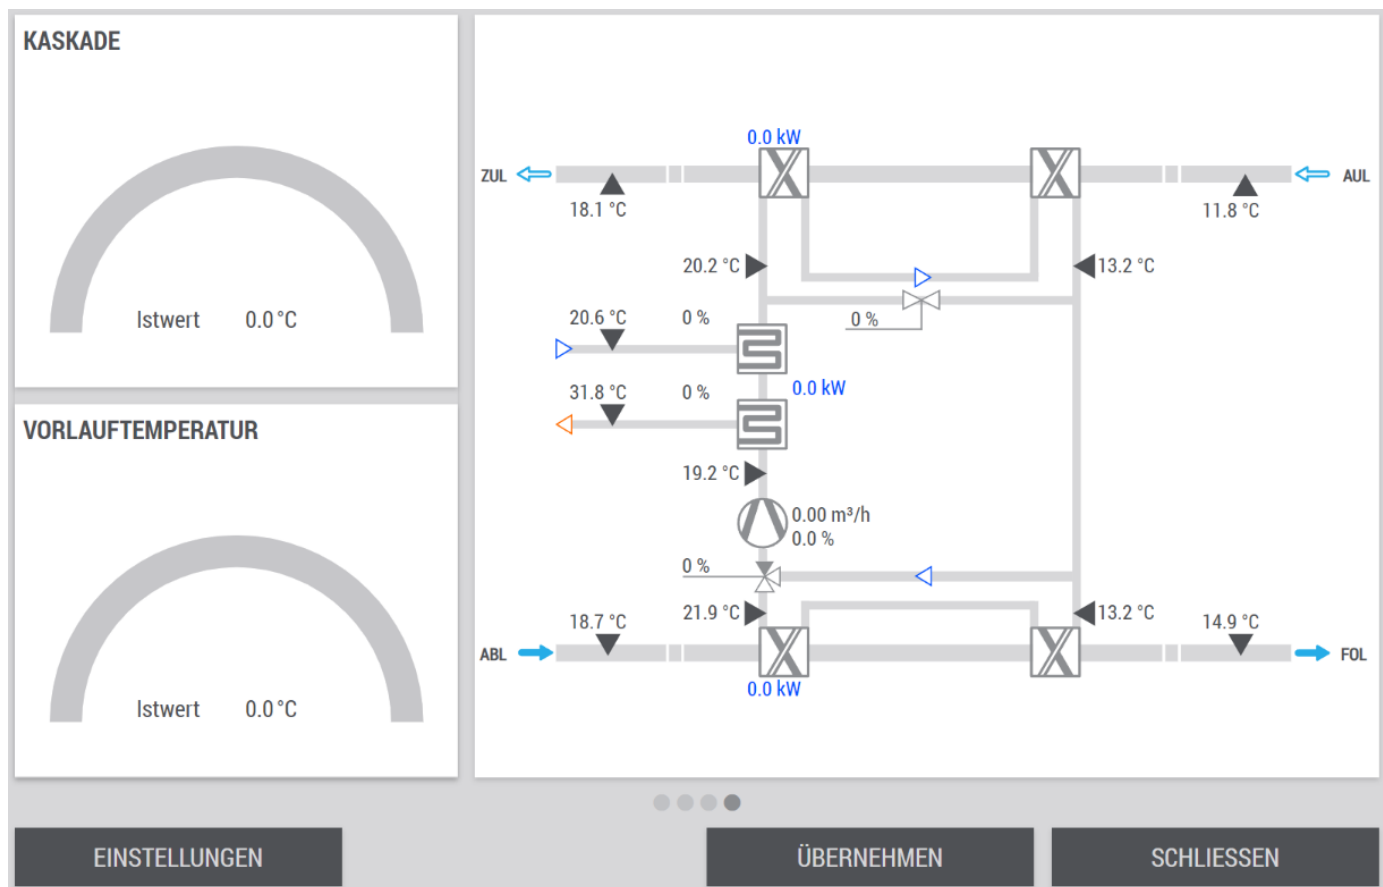 KASKADE
Istwert 0.0 °C
VORLAUFTEMPERATUR
Istwert 0.0 °C
0.0 kW
ZUL
AUL
18.1 °C
11.8 °C
20.2 °C
13.2 °C
20.6 °C 0 %
0 %
31.8 °C 0 %
0.0 kW
19.2 °C
0.00 m³/h
0.0 %
0 %
18.7 °C
21.9 °C
13.2 °C
14.9 °C
ABL
FOL
0.0 kW
EINSTELLUNGEN
ÜBERNEHMEN
SCHLIESSEN